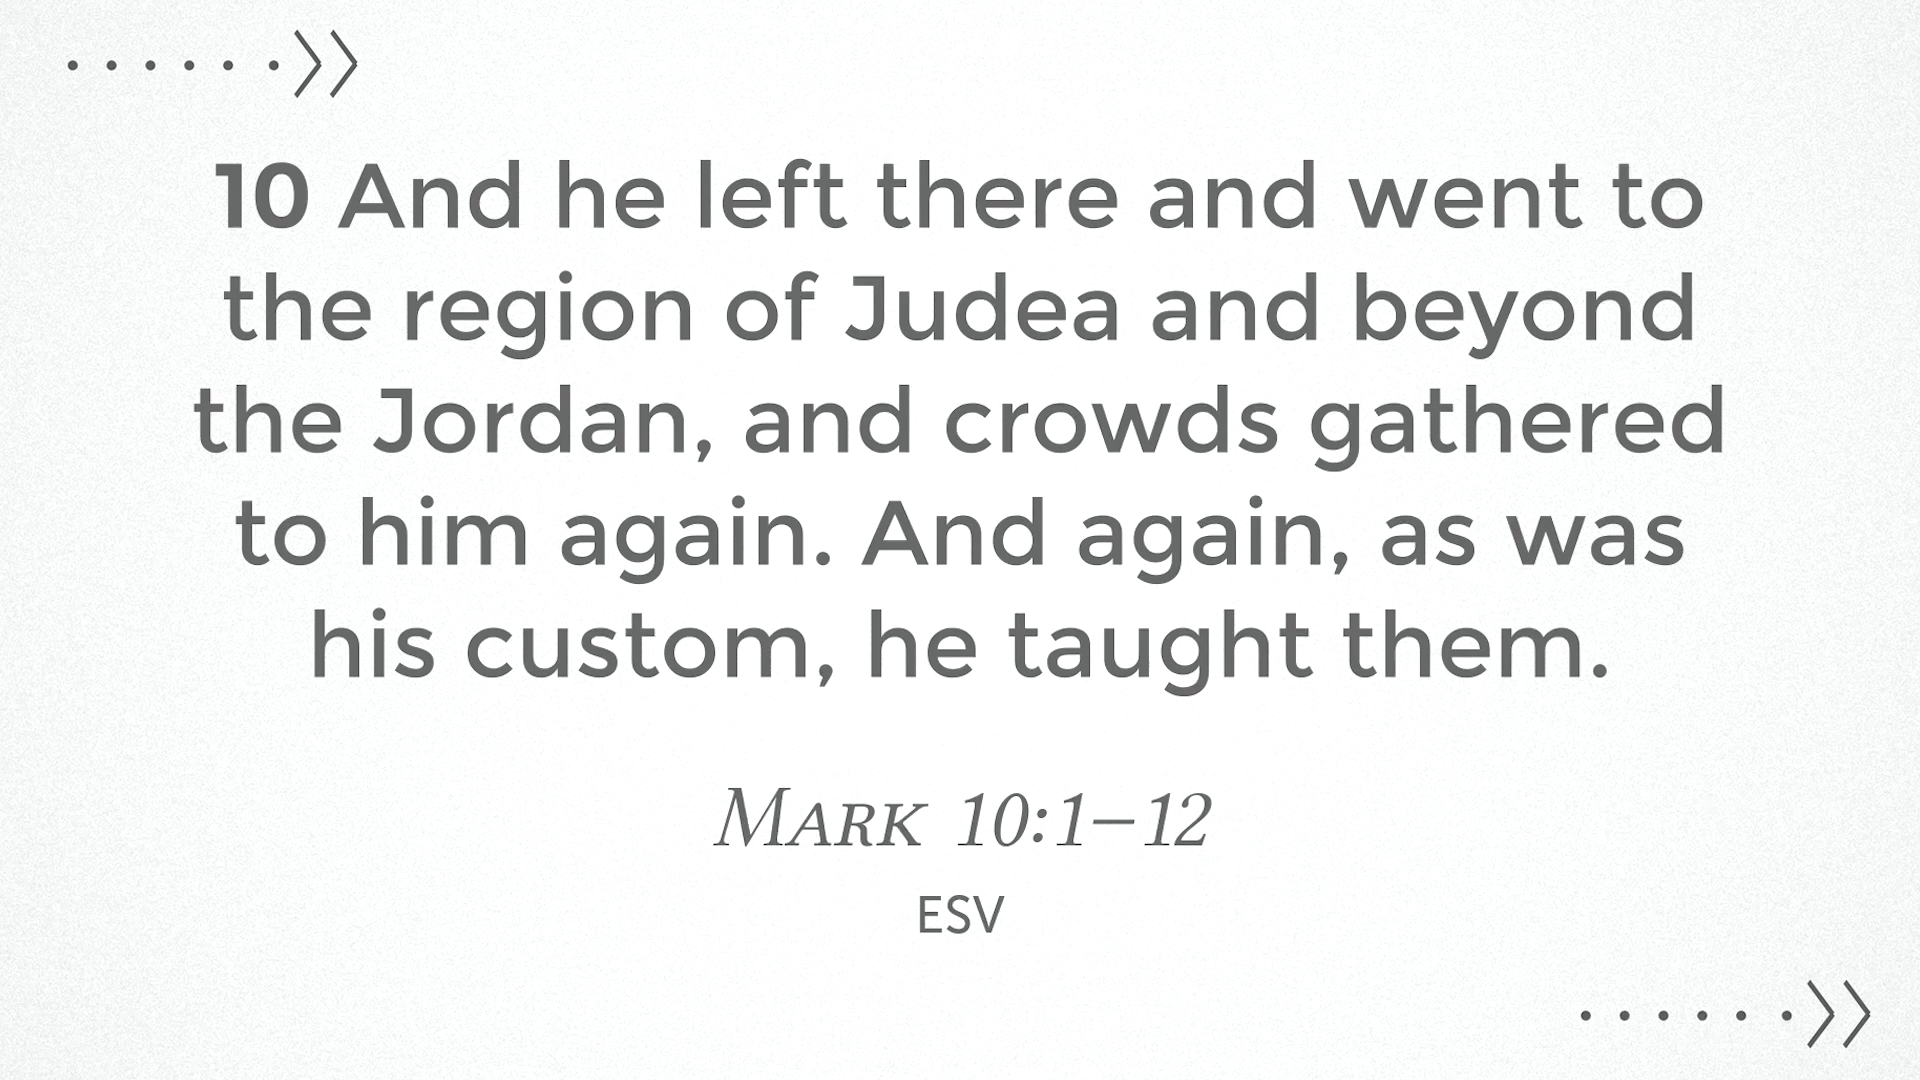 10 And he left there and went to
the region of Judea and beyond
the Jordan, and crowds gathered
to him again. And again, as was
his custom, he taught them.
Mark 10:1–12
ESV